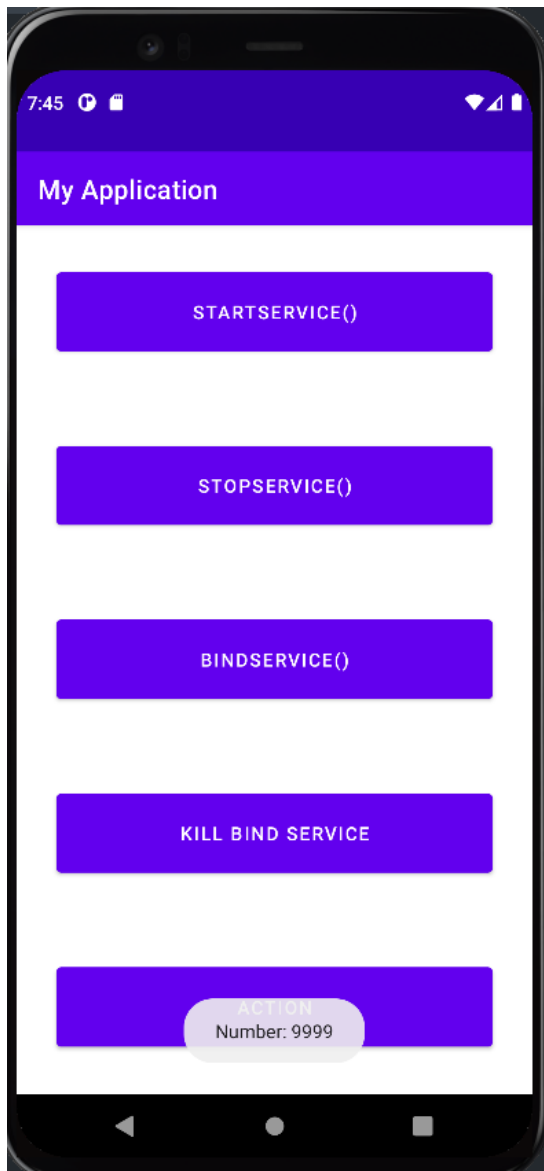 7:45
My Application
STARTSERVICE()
STOPSERVICE()
BINDSERVICE()
KILL BIND SERVICE
ACTION
Number: 9999